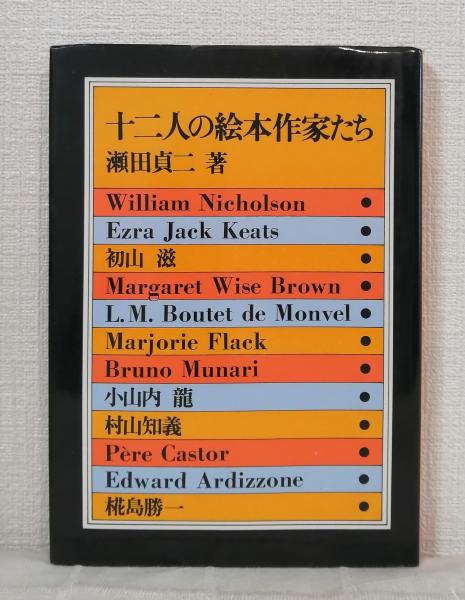 十二人の絵本作家たち
瀬田貞二 著
William Nicholson
Ezra Jack Keats
初山 滋
Margaret Wise Brown
L.M. Boutet de Monvel
Marjorie Flack
Bruno Munari
小山内 龍
村山知義
Père Castor
Edward Ardizzone
椛島勝一